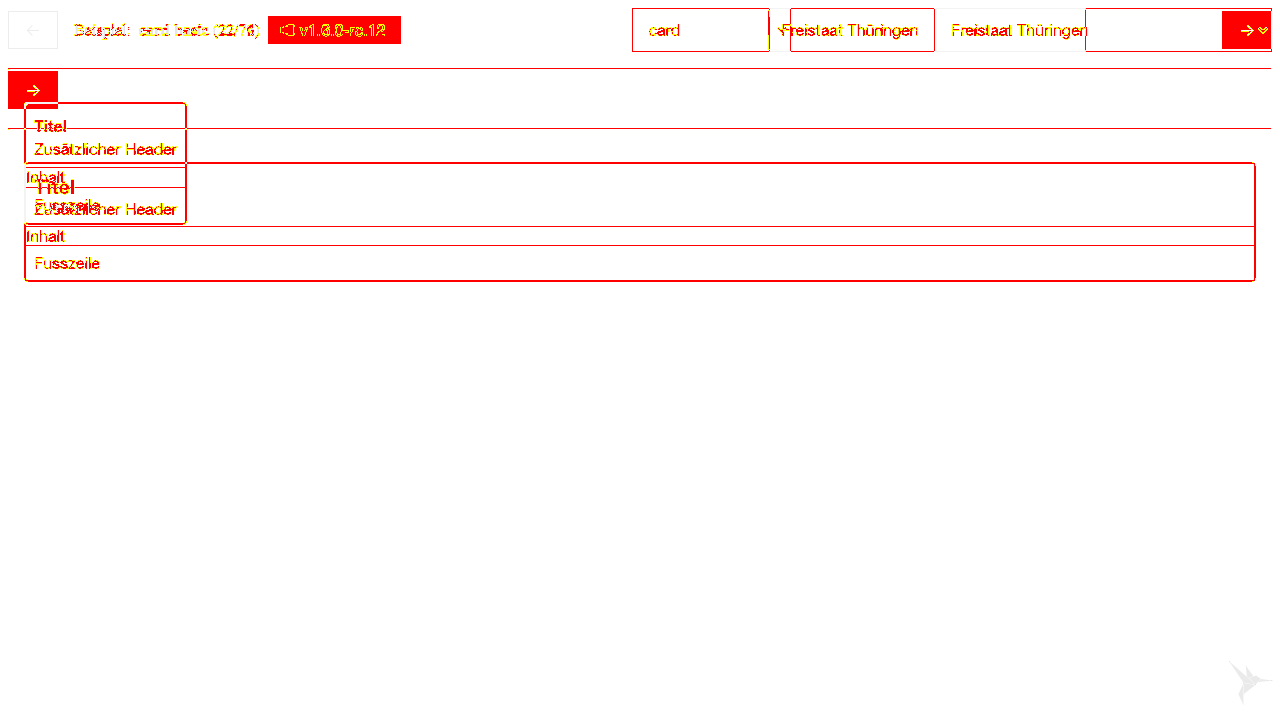 Beispiel: card basic (22/76) v1.6.0-rc.12 card Freistaat Thüringen Freistaat Thüringen
Titel
Zusätzlicher Header
Inhalt
Titel
Fusszeile
Zusätzlicher Header
Inhalt
Fusszeile